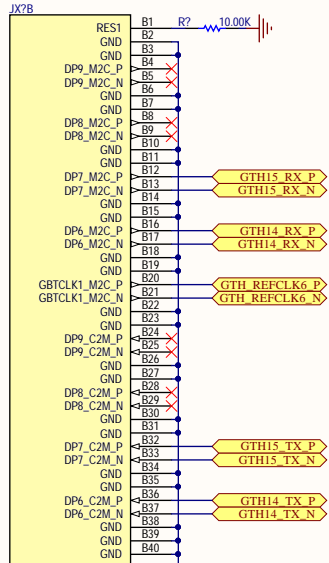 JX?B
RES1 B1 R? 10.00K
GND B2
GND B3
DP9_M2C_P B4
DP9_M2C_N B5
GND B6
GND B7
DP8_M2C_P B8
DP8_M2C_N B9
GND B10
GND B11
DP7_M2C_P B12 GTH15_RX_P
DP7_M2C_N B13 GTH15_RX_N
GND B14
GND B15
DP6_M2C_P B16 GTH14_RX_P
DP6_M2C_N B17 GTH14_RX_N
GND B18
GND B19
GBTCLK1_M2C_P B20 GTH_REFCLK6_P
GBTCLK1_M2C_N B21 GTH_REFCLK6_N
GND B22
GND B23
DP9_C2M_P B24
DP9_C2M_N B25
GND B26
GND B27
DP8_C2M_P B28
DP8_C2M_N B29
GND B30
GND B31
DP7_C2M_P B32 GTH15_TX_P
DP7_C2M_N B33 GTH15_TX_N
GND B34
GND B35
DP6_C2M_P B36 GTH14_TX_P
DP6_C2M_N B37 GTH14_TX_N
GND B38
GND B39
GND B40